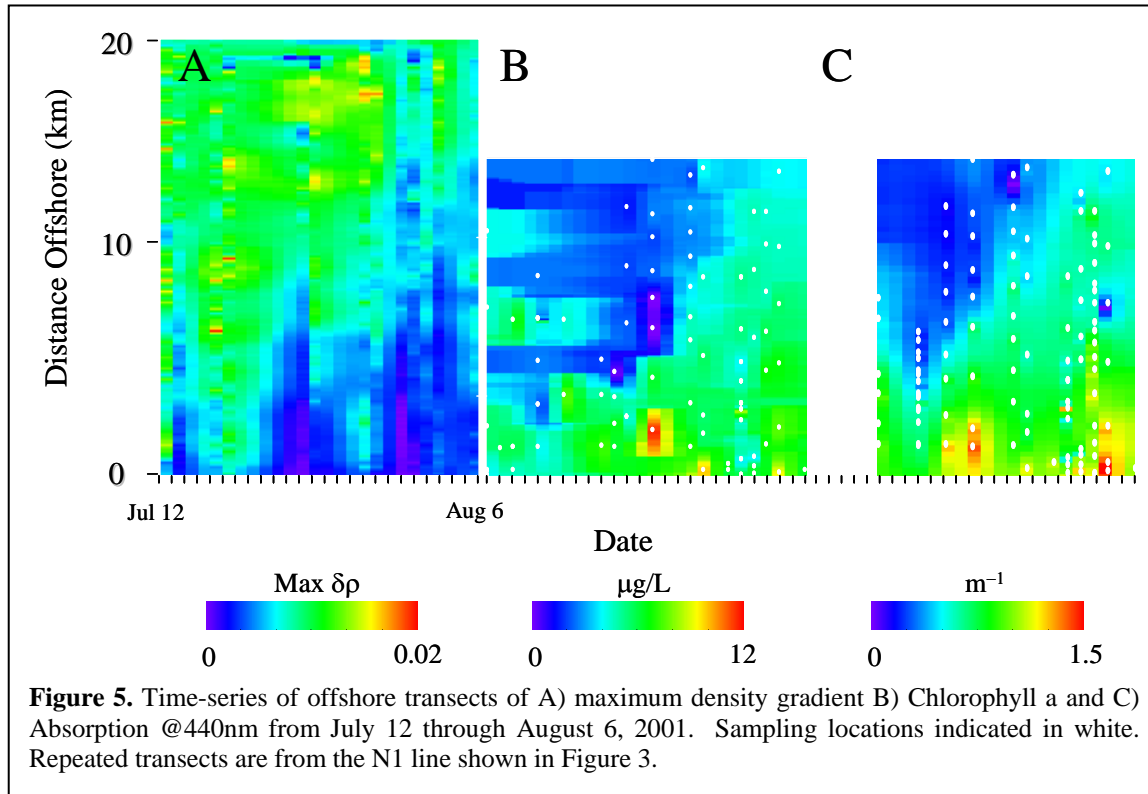 20
A
B
C
Distance Offshore (km)
10
0
Jul 12
Aug 6
Date
Max δρ
µg/L
m⁻¹
0
0.02
0
12
0
1.5
Figure 5. Time-series of offshore transects of A) maximum density gradient B) Chlorophyll a and C)
Absorption @440nm from July 12 through August 6, 2001. Sampling locations indicated in white.
Repeated transects are from the N1 line shown in Figure 3.